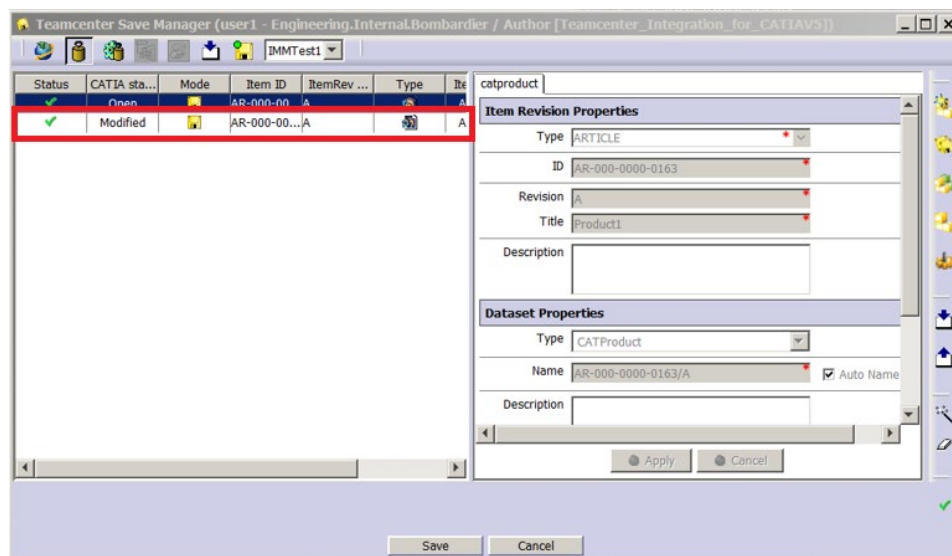 Teamcenter Save Manager (user1 - Engineering.Internal.Bombardier / Author [Teamcenter_Integration_for_CATIAV5])
IMMTest1
Status CATIA sta... Mode Item ID ItemRev ... Type Ite
Open AR-000-00... A A
Modified AR-000-00... A A
catproduct
Item Revision Properties
Type ARTICLE *
ID AR-000-0000-0163 *
Revision A *
Title Product1 *
Description
Dataset Properties
Type CATProduct
Name AR-000-0000-0163/A * Auto Name
Description
Apply Cancel
Save Cancel